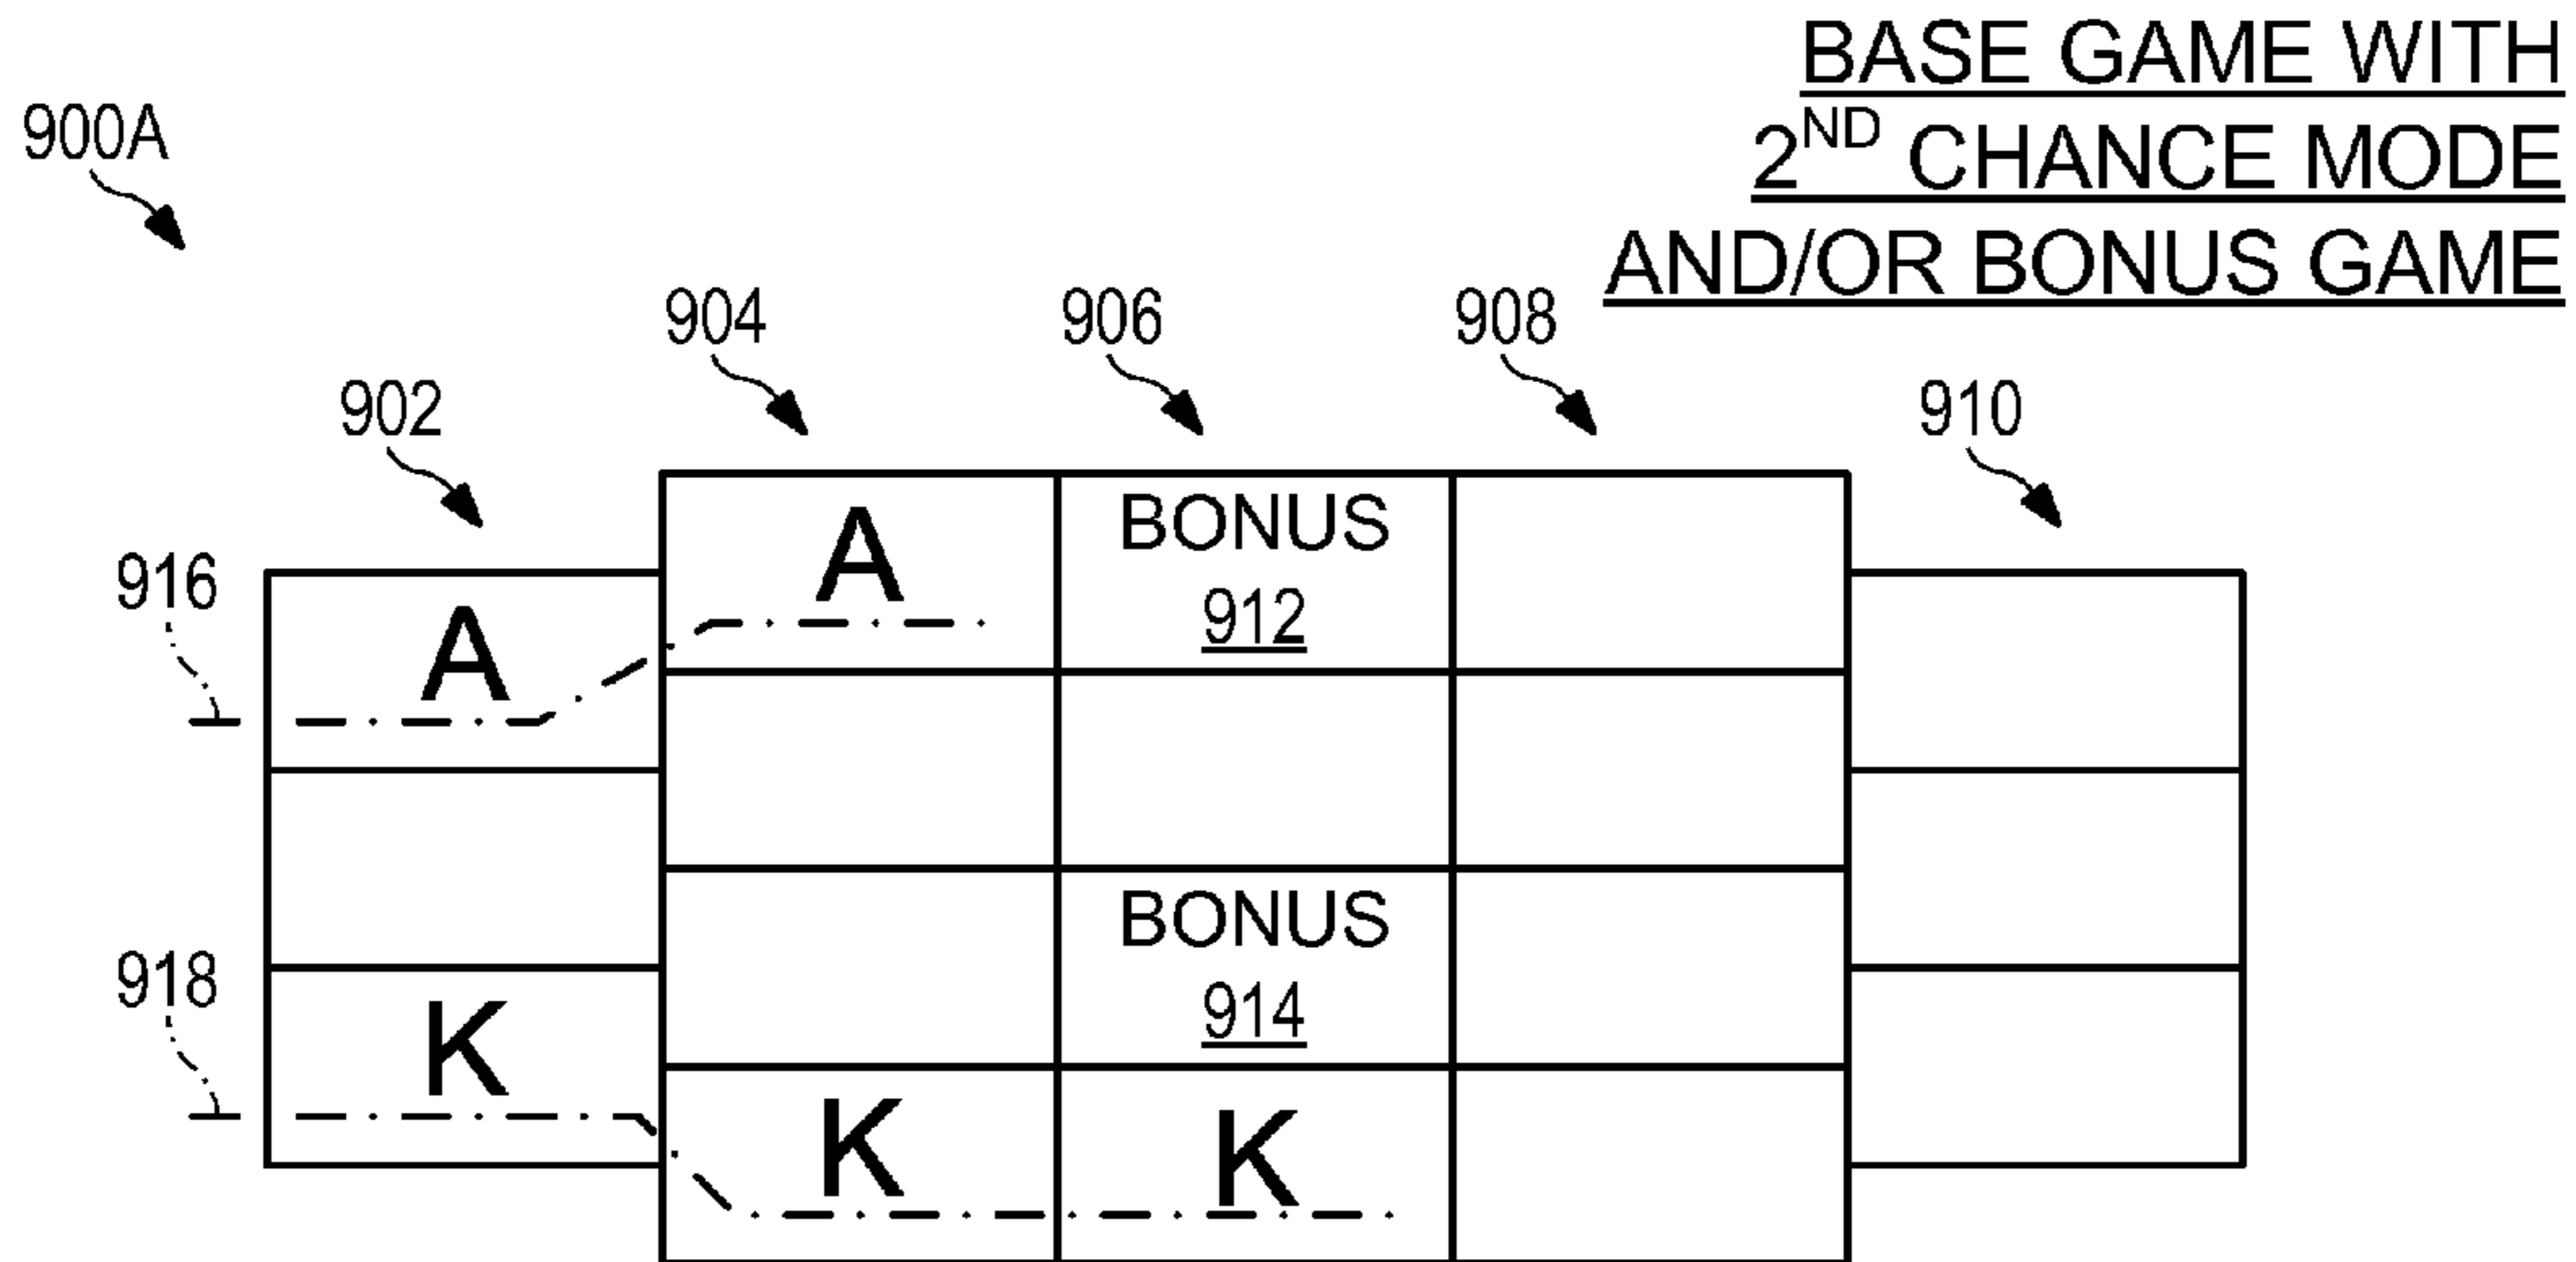 BASE GAME WITH
2ND CHANCE MODE
AND/OR BONUS GAME
900A
904 906 908
902 910
A BONUS
912
916
A
BONUS
914
918
K
K K